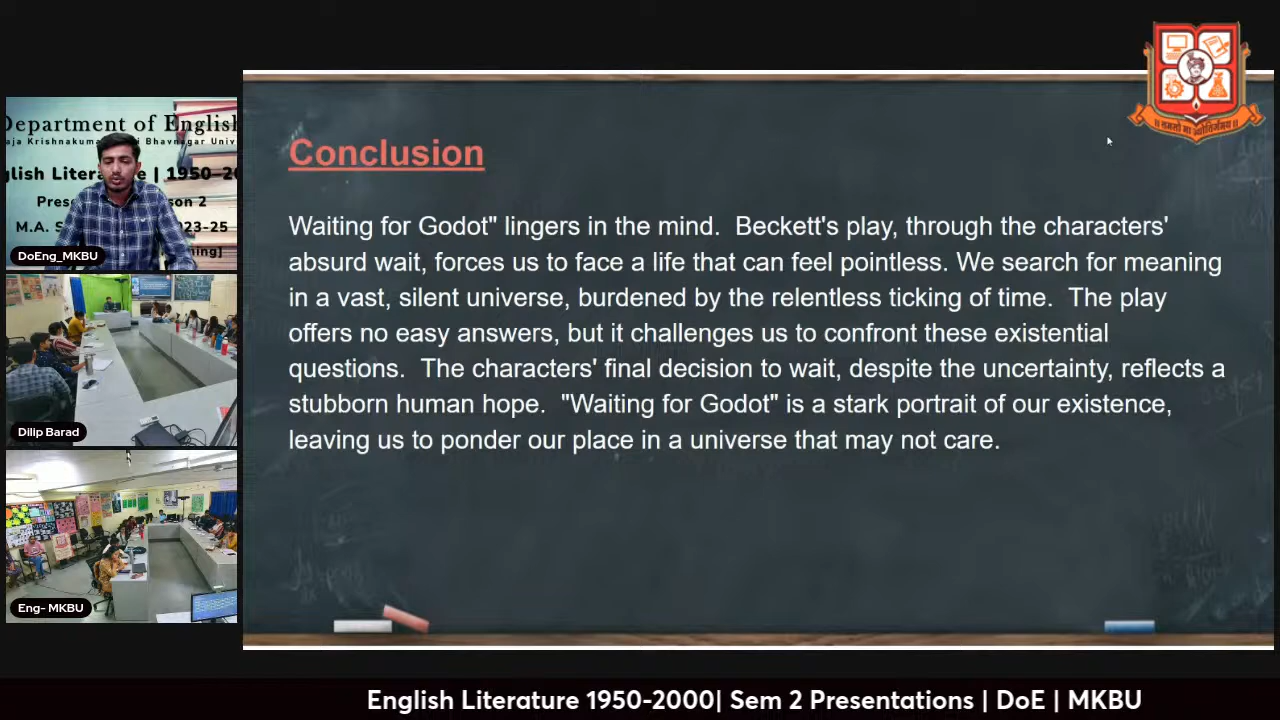 Department of English
Bhavnagar
M.A.
DoEng_MKBU
Dilip Barad
Eng- MKBU
Conclusion
Waiting for Godot" lingers in the mind.  Beckett's play, through the characters'
absurd wait, forces us to face a life that can feel pointless. We search for meaning
in a vast, silent universe, burdened by the relentless ticking of time.  The play
offers no easy answers, but it challenges us to confront these existential
questions.  The characters' final decision to wait, despite the uncertainty, reflects a
stubborn human hope.  "Waiting for Godot" is a stark portrait of our existence,
leaving us to ponder our place in a universe that may not care.
English Literature 1950-2000| Sem 2 Presentations | DoE | MKBU